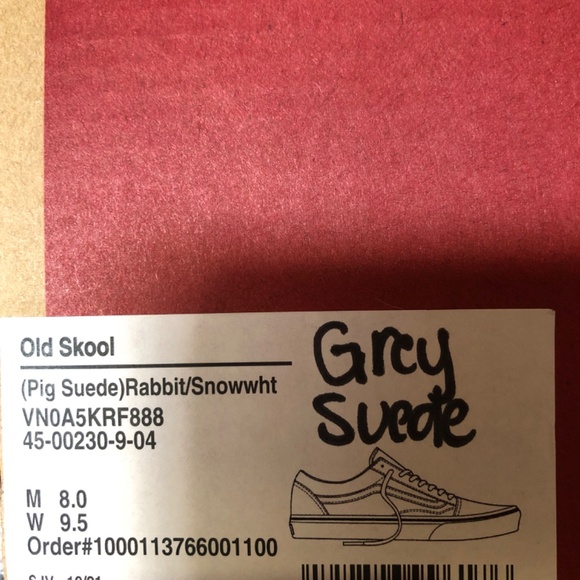 Old Skool
Grey
Suede
(Pig Suede)Rabbit/Snowwht
VN0A5KRF888
45-00230-9-04
M 8.0
W 9.5
Order#1000113766001100